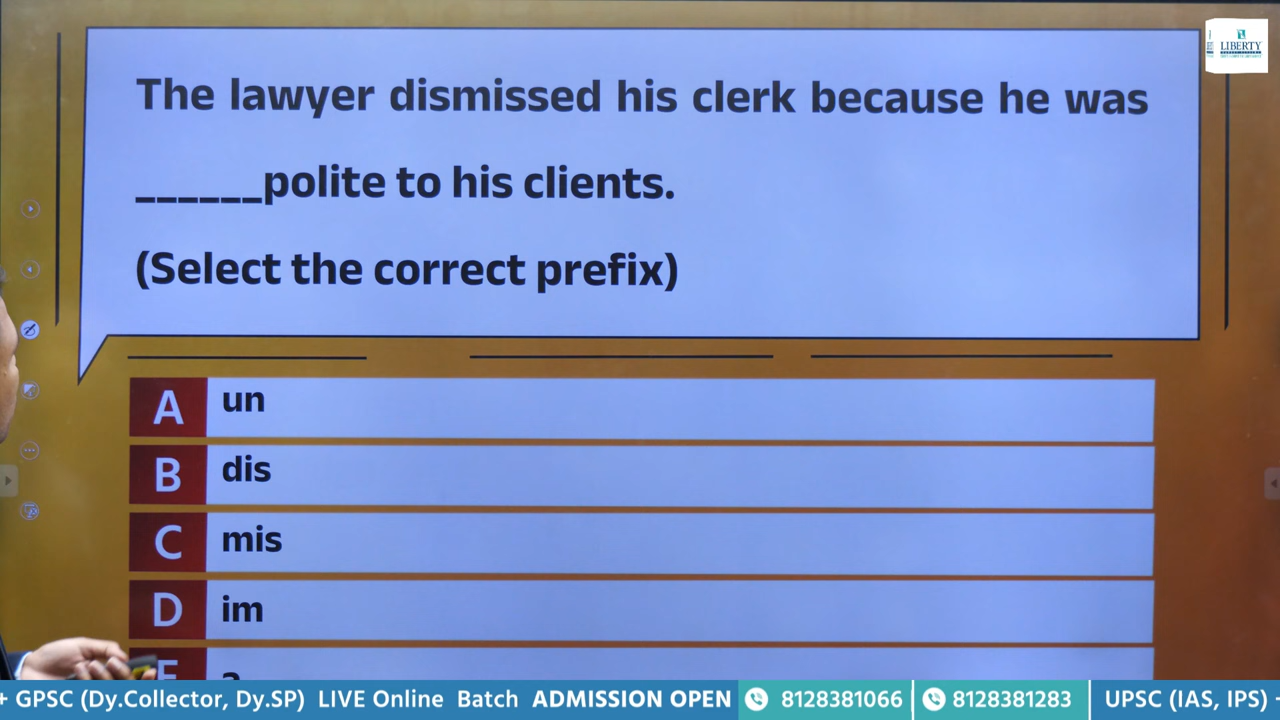 LIBERTY
The lawyer dismissed his clerk because he was
______polite to his clients.
(Select the correct prefix)
A un
B dis
C mis
D im
+ GPSC (Dy.Collector, Dy.SP) LIVE Online Batch ADMISSION OPEN 8128381066 8128381283 UPSC (IAS, IPS)